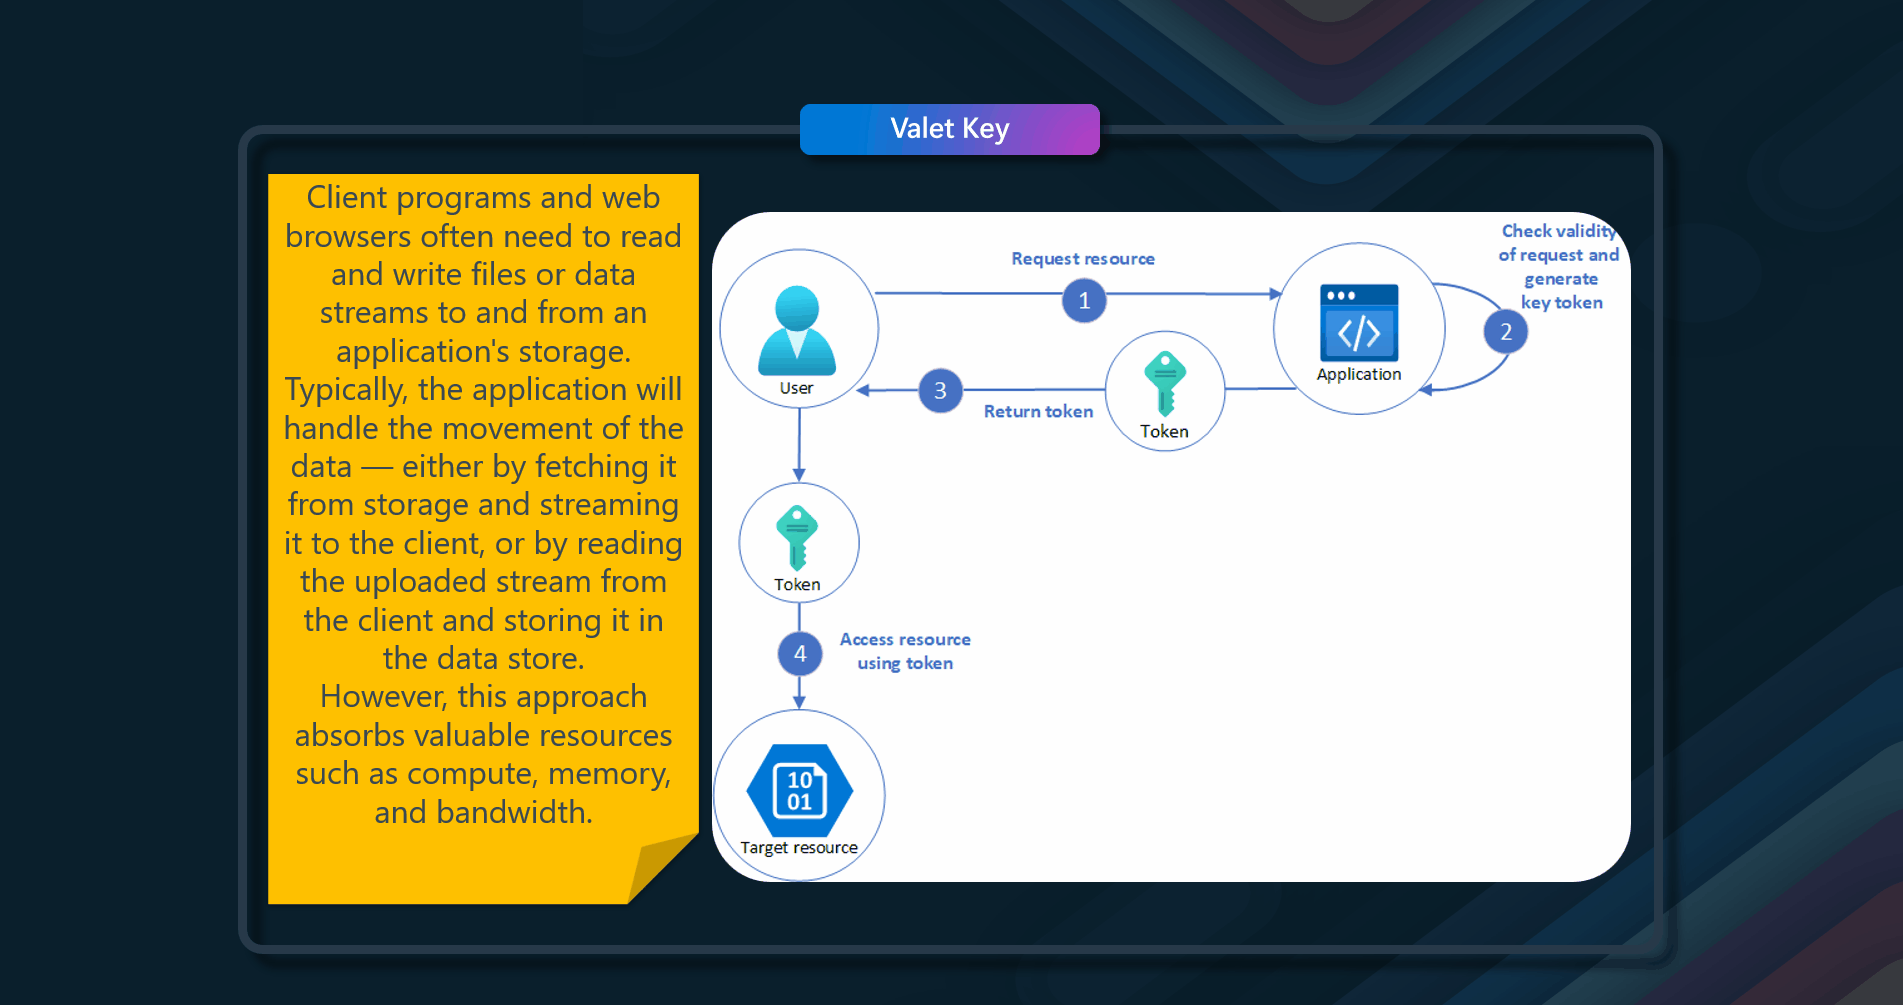 Valet Key
Client programs and web
browsers often need to read
and write files or data
streams to and from an
application's storage.
Typically, the application will
handle the movement of the
data — either by fetching it
from storage and streaming
it to the client, or by reading
the uploaded stream from
the client and storing it in
the data store.
However, this approach
absorbs valuable resources
such as compute, memory,
and bandwidth.
Request resource
1
Check validity
of request and
generate
key token
2
User
Application
3
Return token
Token
Token
4
Access resource
using token
10
01
Target resource